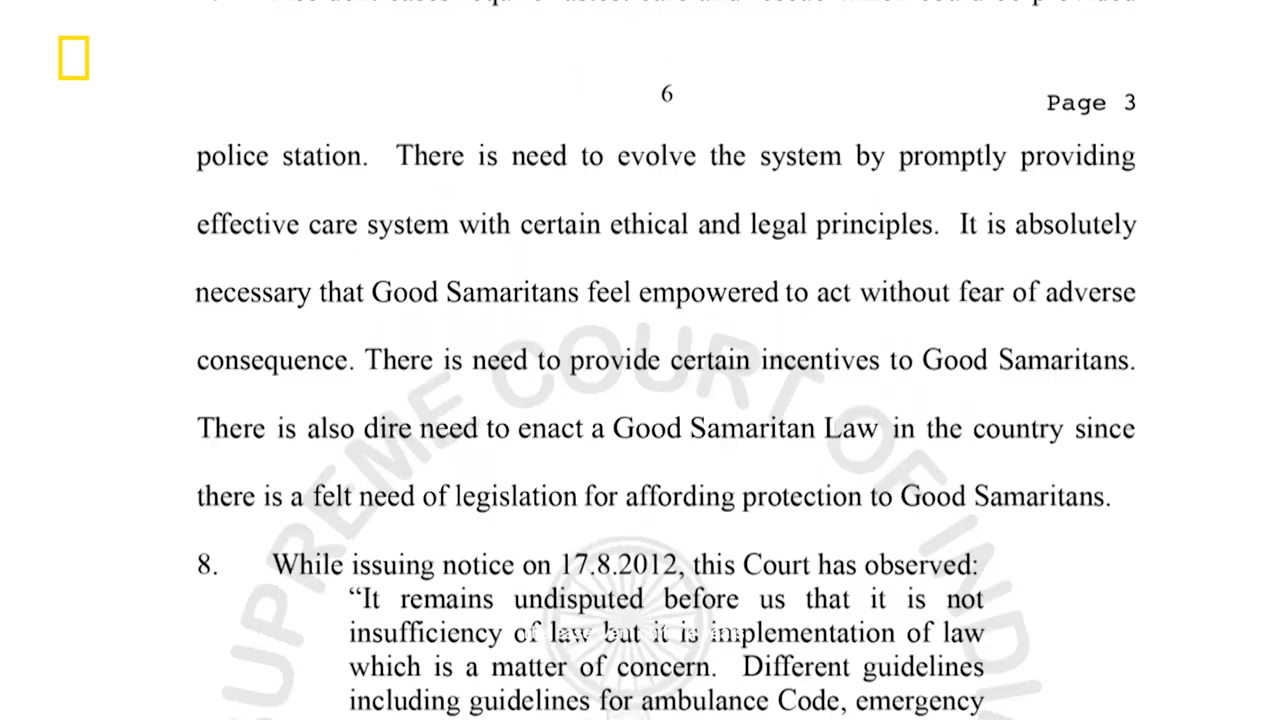 6
Page 3
police station. There is need to evolve the system by promptly providing
effective care system with certain ethical and legal principles. It is absolutely
necessary that Good Samaritans feel empowered to act without fear of adverse
consequence. There is need to provide certain incentives to Good Samaritans.
There is also dire need to enact a Good Samaritan Law in the country since
there is a felt need of legislation for affording protection to Good Samaritans.
SUPREME COURT OF INDIA
8. While issuing notice on 17.8.2012, this Court has observed:
“It remains undisputed before us that it is not
insufficiency of law but it is implementation of law
which is a matter of concern. Different guidelines
including guidelines for ambulance Code, emergency